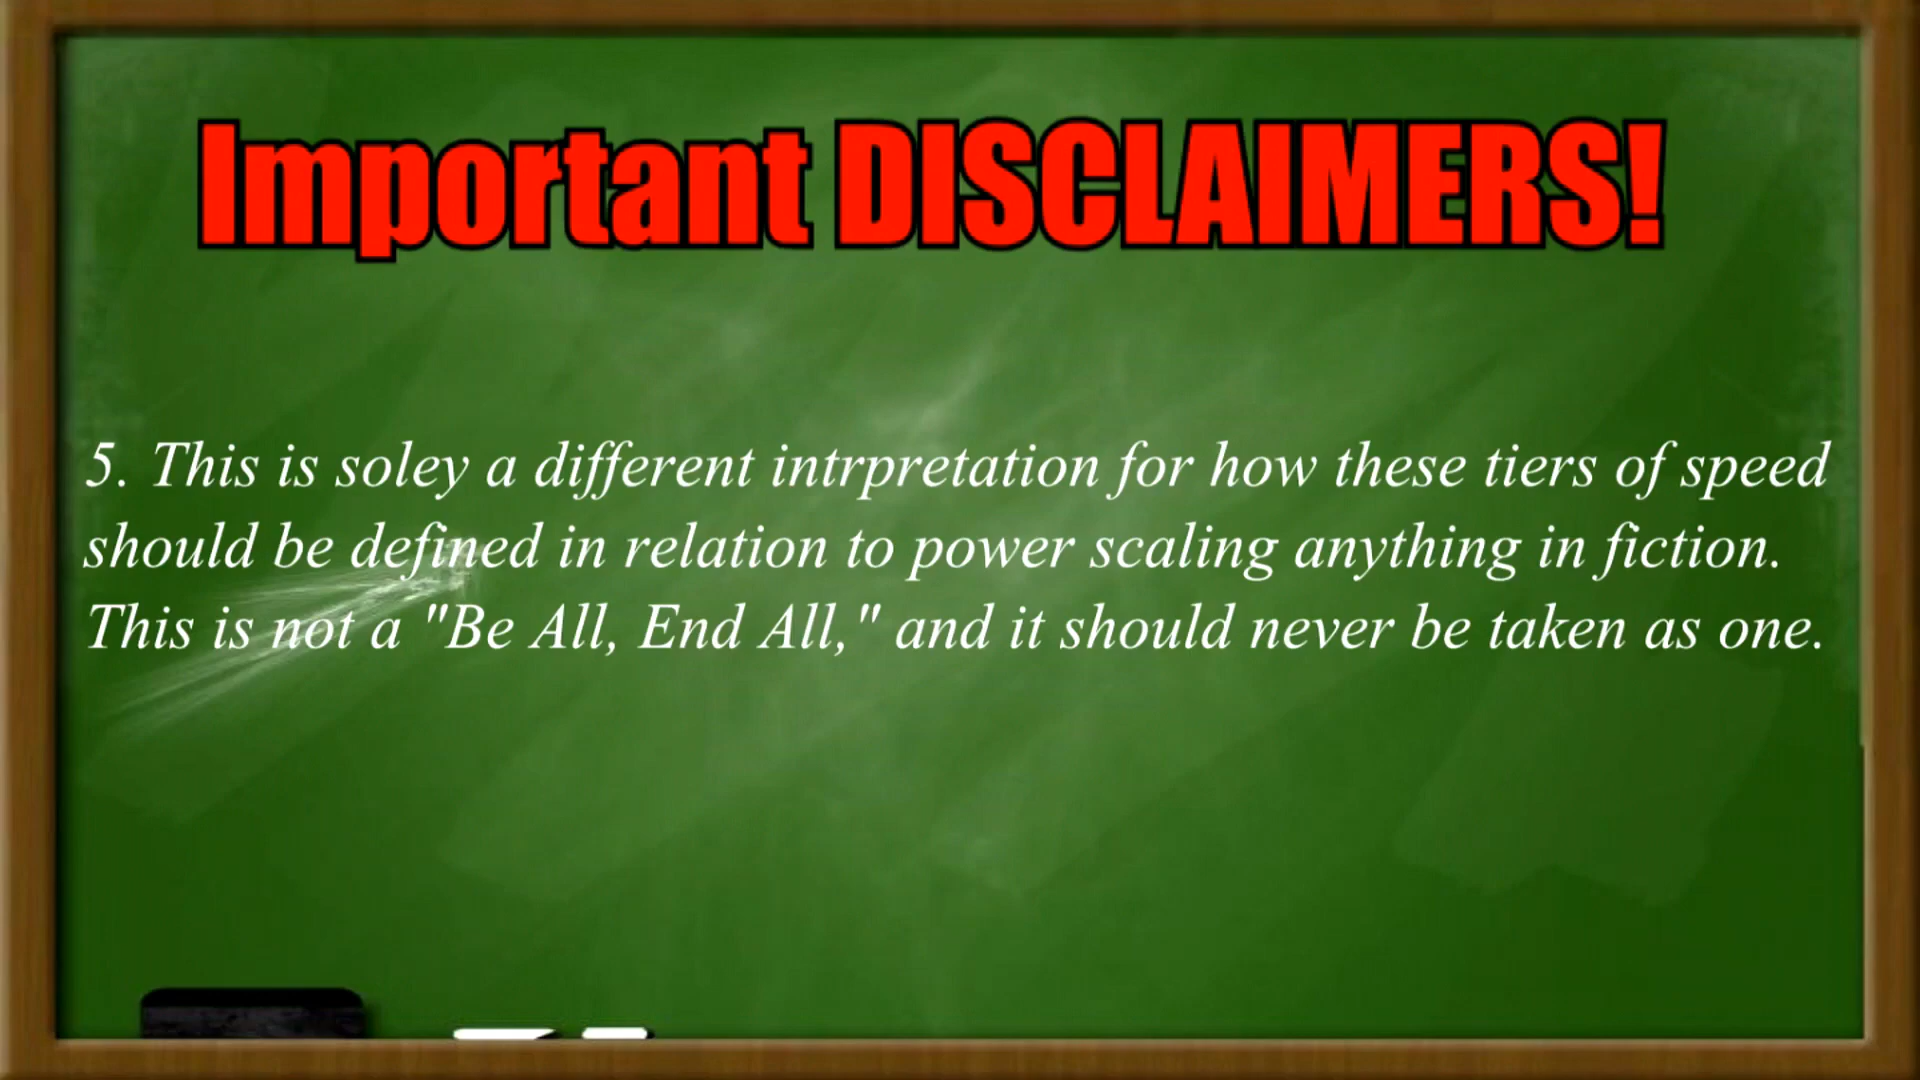 Important DISCLAIMERS!
5. This is soley a different intrpretation for how these tiers of speed
should be defined in relation to power scaling anything in fiction.
This is not a "Be All, End All," and it should never be taken as one.